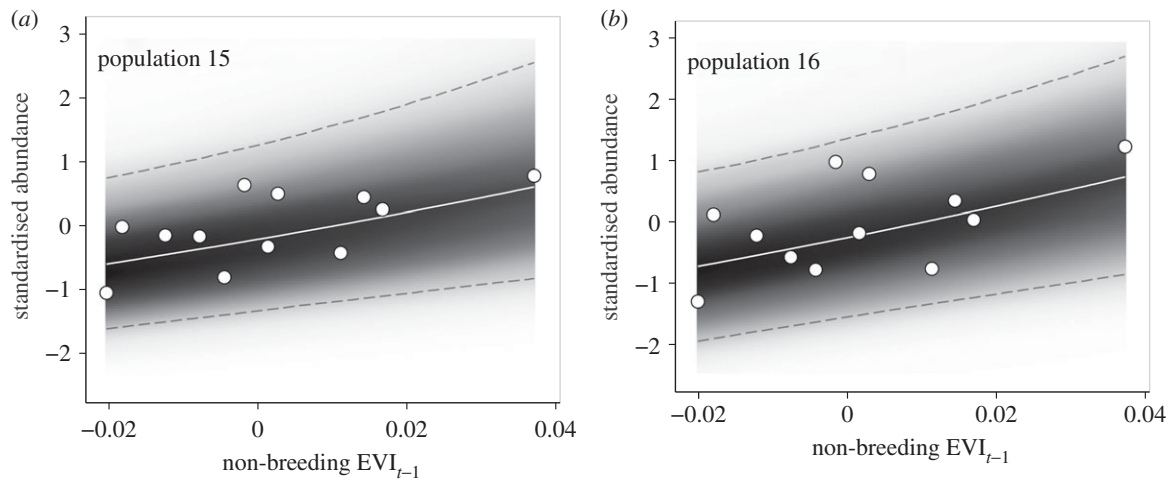 (a)
population 15
standardised abundance
3
2
1
0
−1
−2
−0.02 0 0.02 0.04
non-breeding EVIt−1
(b)
population 16
standardised abundance
3
2
1
0
−1
−2
−0.02 0 0.02 0.04
non-breeding EVIt−1